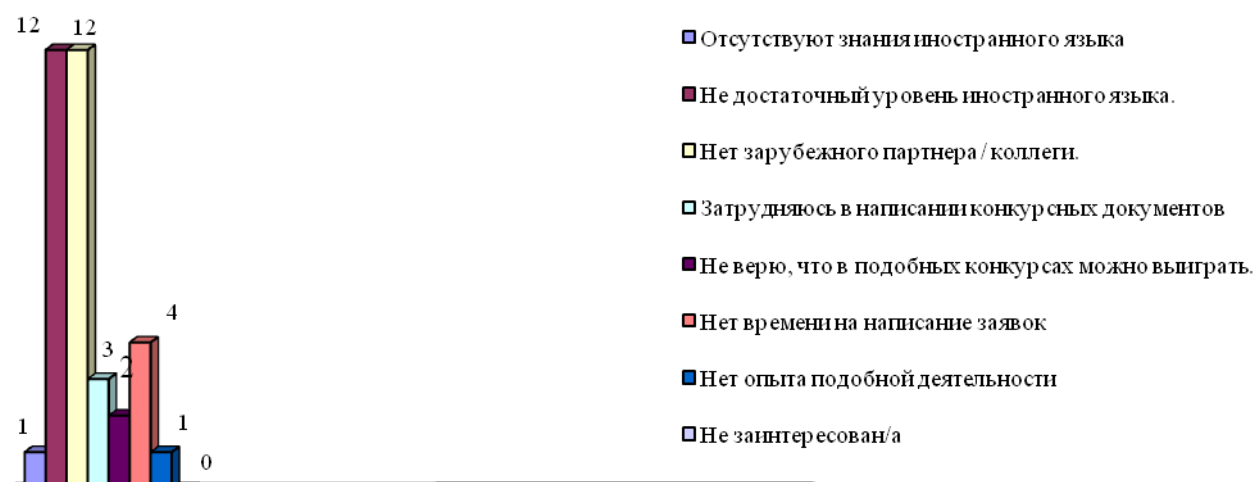 12 12
3
2
4
1
1
0
Отсутствуют знания иностранного языка
Не достаточный уровень иностранного языка.
Нет зарубежного партнера / коллеги.
Затрудняюсь в написании конкурсных документов
Не верю, что в подобных конкурсах можно выиграть.
Нет времени на написание заявок
Нет опыта подобной деятельности
Не заинтересован/а